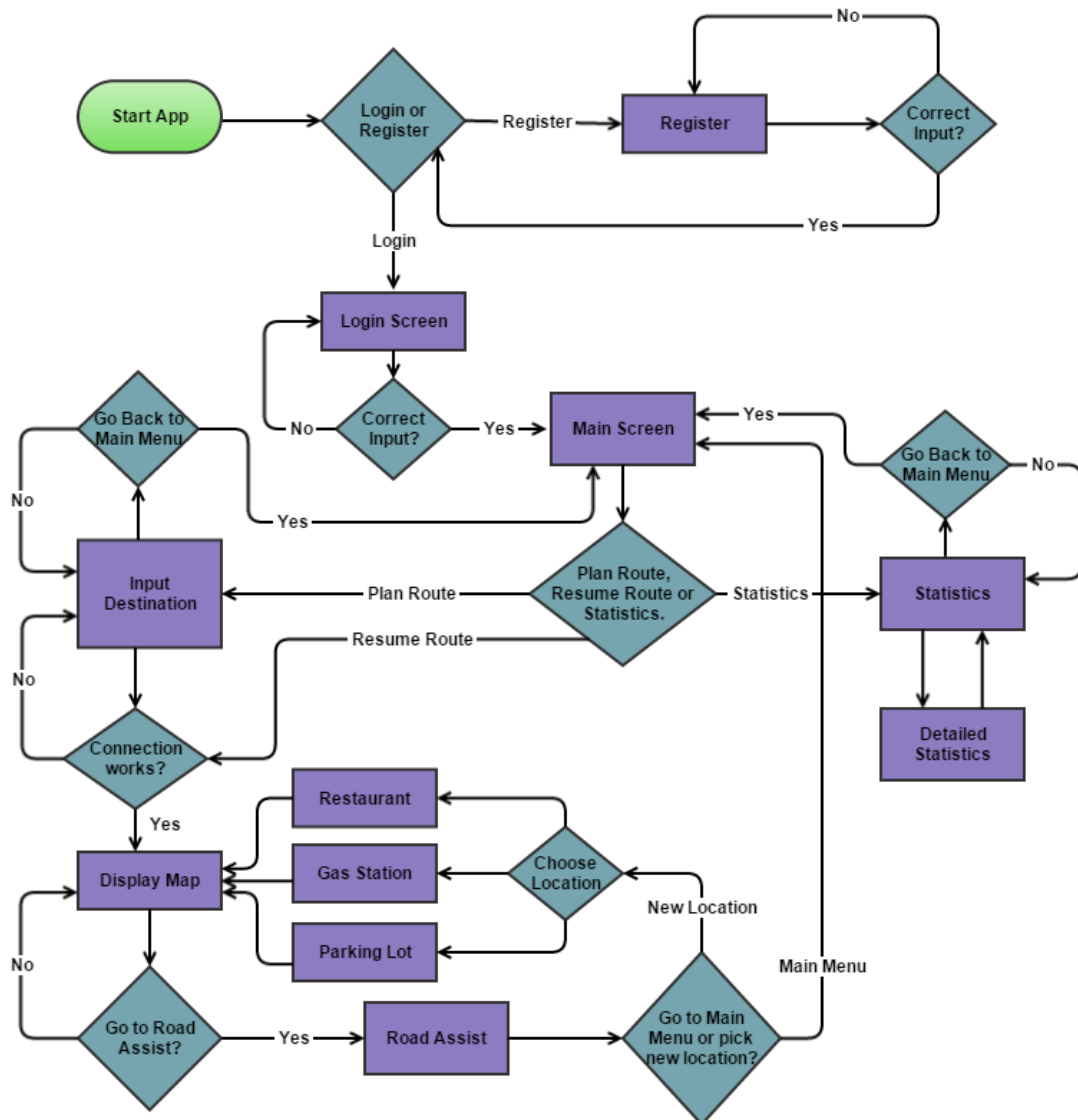 No
Start App
Login or
Register
Register
Register
Correct
Input?
Yes
Login
Login Screen
Go Back to
Main Menu
No
Correct
Input?
Yes
Main Screen
Yes
Go Back to
Main Menu
No
No
Yes
Input
Destination
Plan Route
Plan Route,
Resume Route or
Statistics.
Statistics
Statistics
Resume Route
No
Connection
works?
Detailed
Statistics
Yes
Restaurant
Display Map
Gas Station
Choose
Location
New Location
Parking Lot
No
Main Menu
Go to Road
Assist?
Yes
Road Assist
Go to Main
Menu or pick
new location?